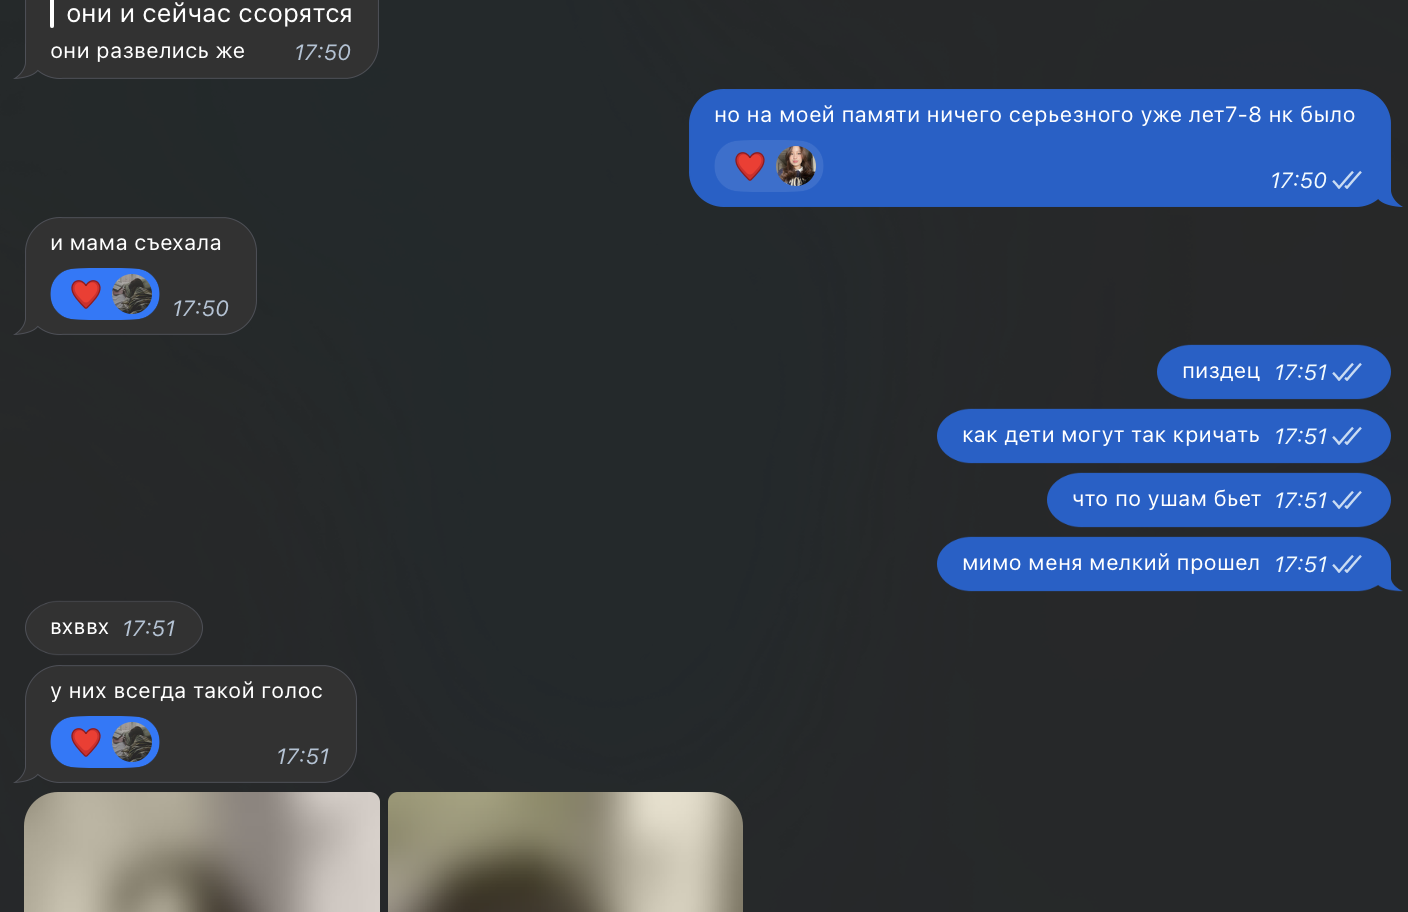 они и сейчас ссорятся
они развелись же 17:50
но на моей памяти ничего серьезного уже лет7-8 нк было
❤️ 17:50
и мама съехала
❤️ 17:50
пиздец 17:51
как дети могут так кричать 17:51
что по ушам бьет 17:51
мимо меня мелкий прошел 17:51
вхввх 17:51
у них всегда такой голос
❤️ 17:51